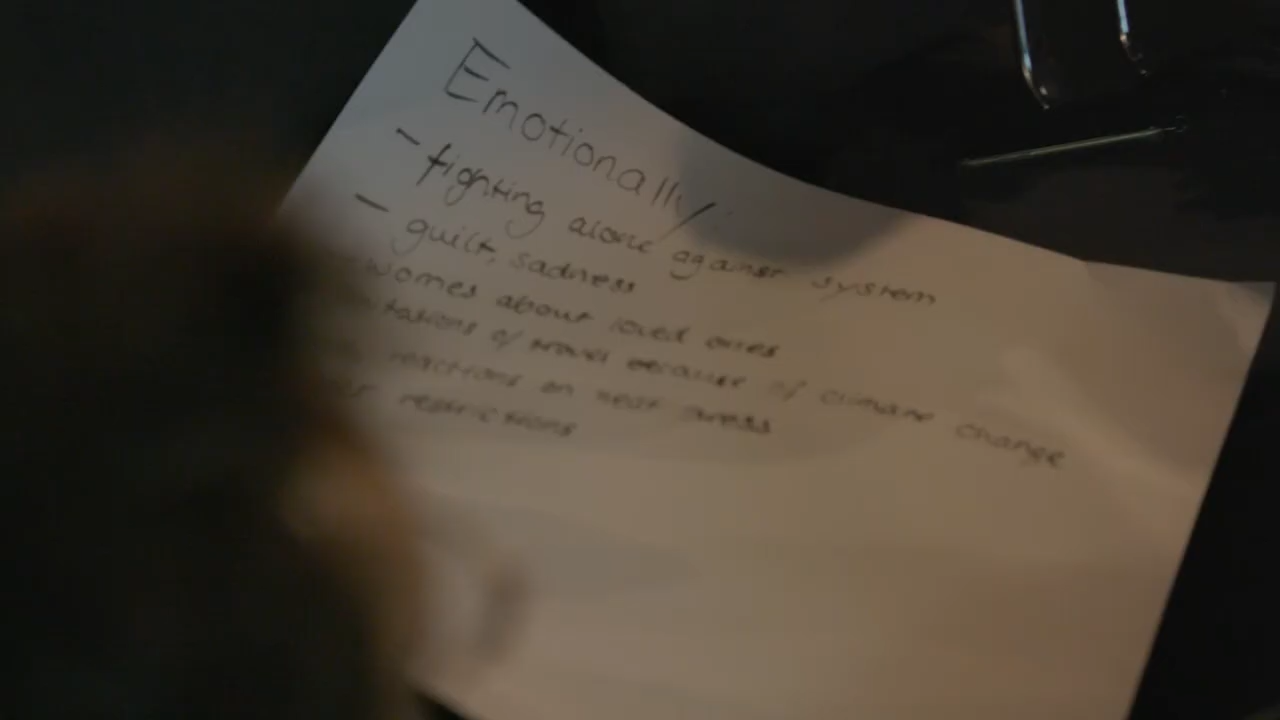 Emotionally:
- fighting alone against system
- guilt, sadness
worries about loved ones
of travel because of climate change
reactions on heat
restrictions